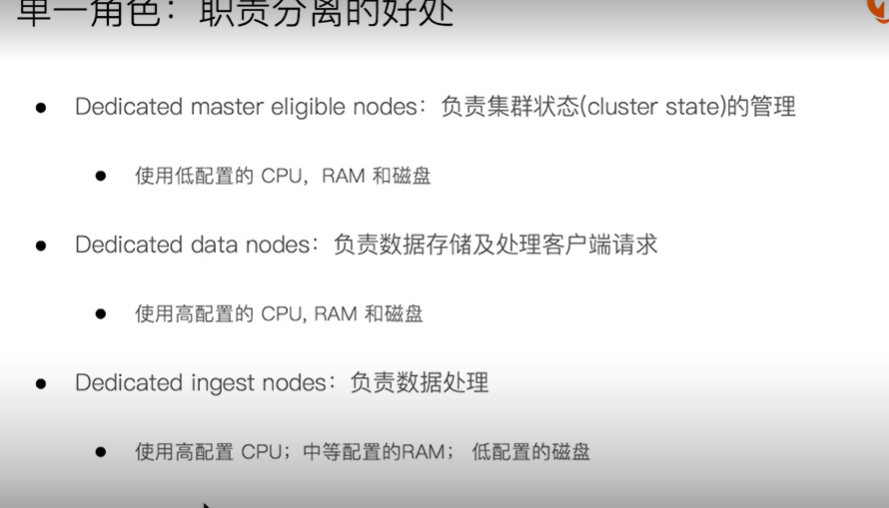 单一角色：职责分离的好处
● Dedicated master eligible nodes：负责集群状态(cluster state)的管理
● 使用低配置的 CPU，RAM 和磁盘
● Dedicated data nodes：负责数据存储及处理客户端请求
● 使用高配置的 CPU, RAM 和磁盘
● Dedicated ingest nodes：负责数据处理
● 使用高配置 CPU；中等配置的RAM； 低配置的磁盘